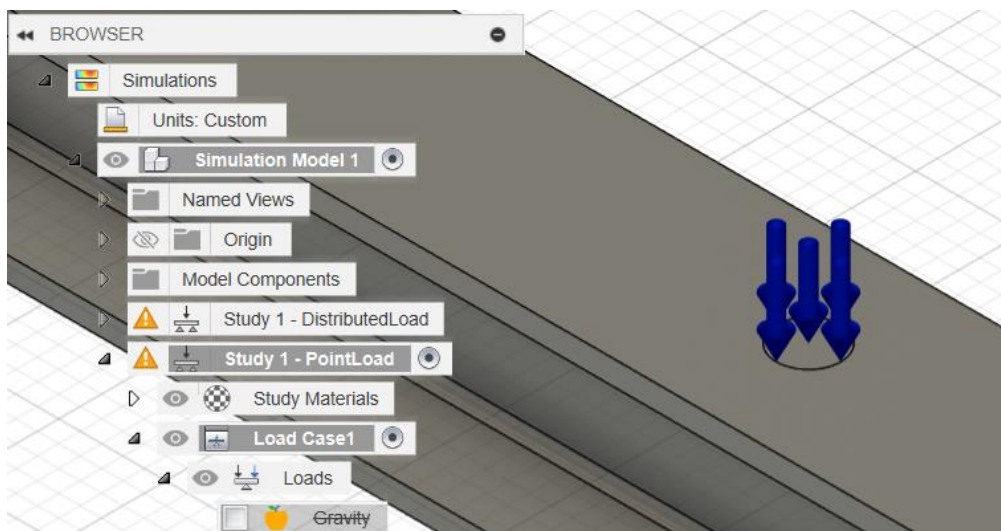 BROWSER
Simulations
Units: Custom
Simulation Model 1
Named Views
Origin
Model Components
Study 1 - DistributedLoad
Study 1 - PointLoad
Study Materials
Load Case1
Loads
Gravity